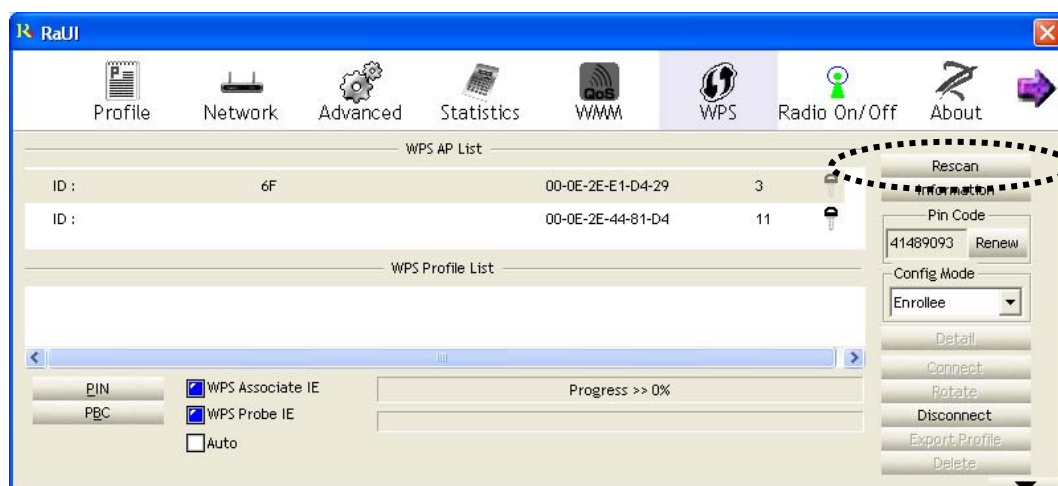 RaUI
Profile Network Advanced Statistics QoS WMM WPS Radio On/Off About
WPS AP List
Rescan
ID : 6F 00-0E-2E-E1-D4-29 3
Information
ID : 00-0E-2E-44-81-D4 11
Pin Code
41489093 Renew
WPS Profile List
Config Mode
Enrollee
Detail
Connect
PIN WPS Associate IE Progress >> 0%
Rotate
PBC WPS Probe IE
Disconnect
Auto
Export Profile
Delete